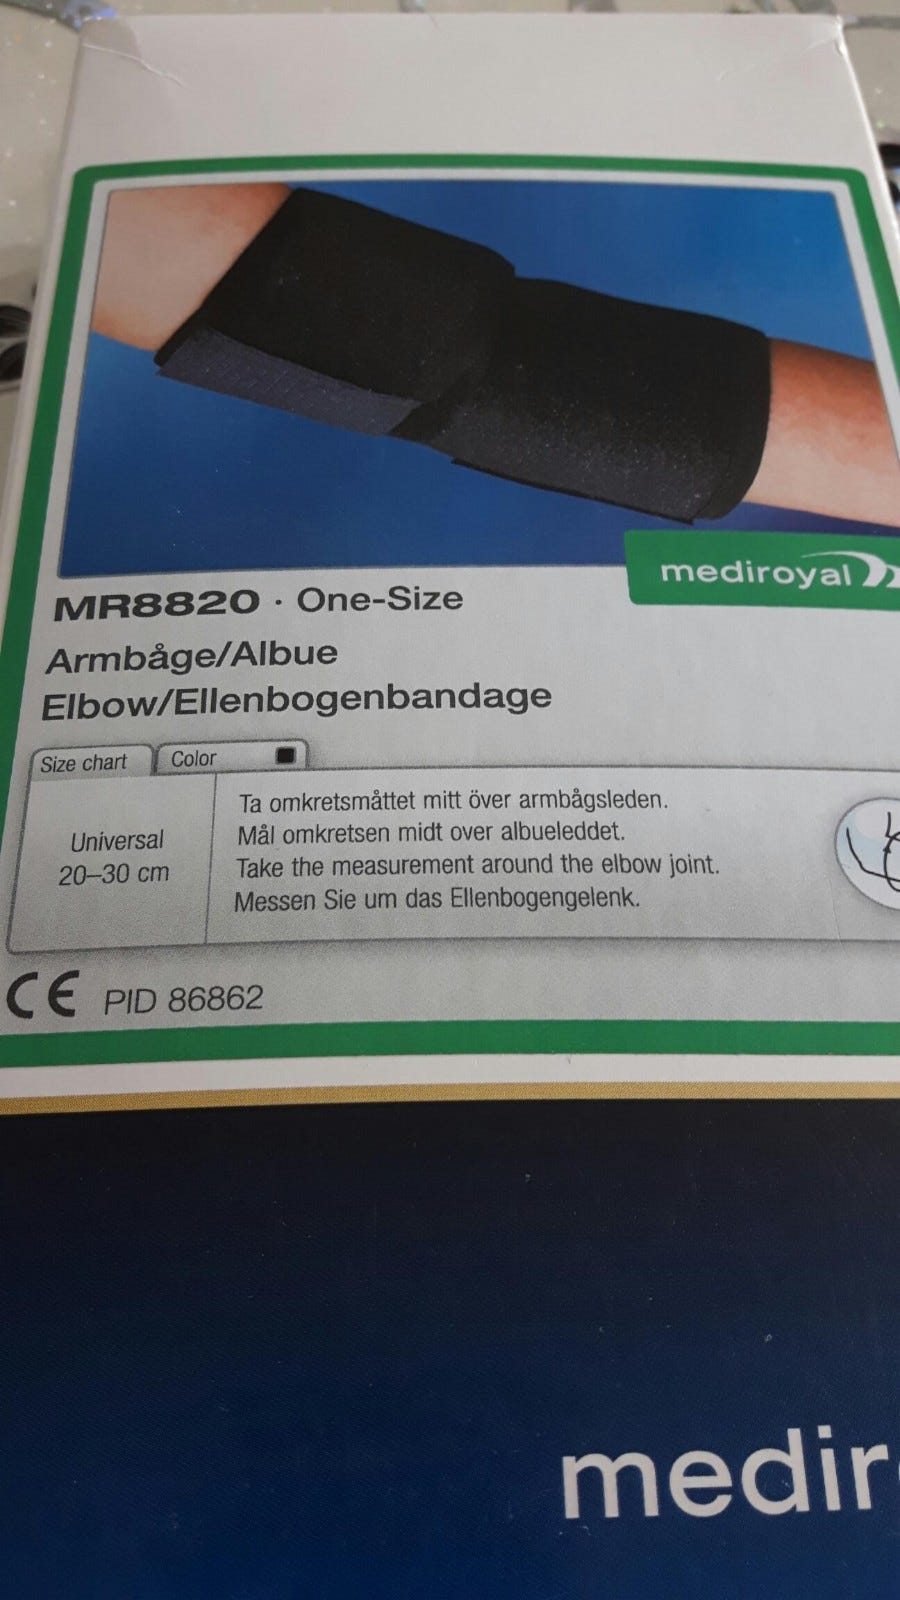 mediroyal
MR8820 · One-Size
Armbåge/Albue
Elbow/Ellenbogenbandage
Size chart
Color
Universal
20–30 cm
Ta omkretsmåttet mitt över armbågsleden.
Mål omkretsen midt over albueleddet.
Take the measurement around the elbow joint.
Messen Sie um das Ellenbogengelenk.
CE PID 86862
medir